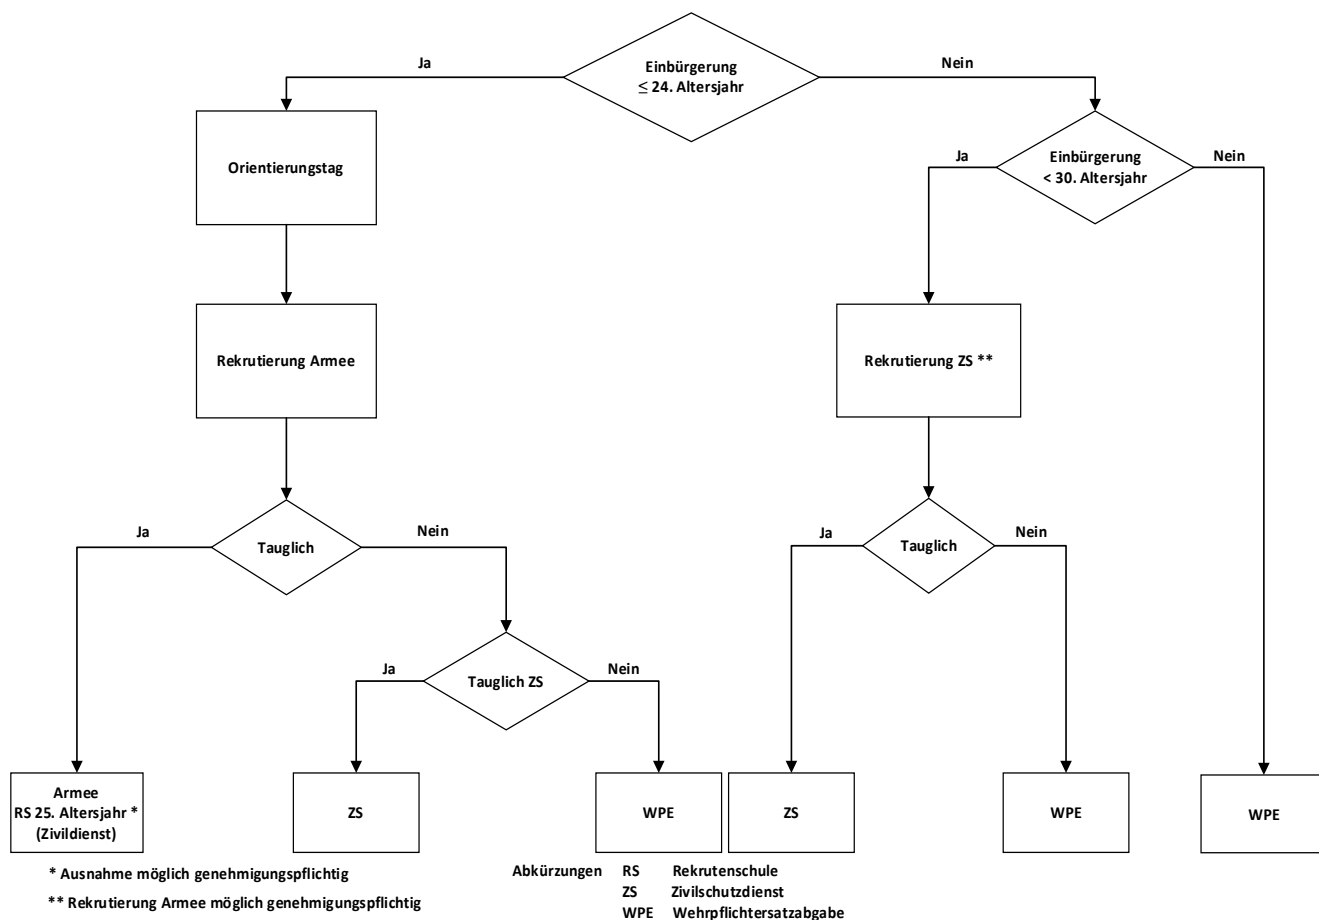 Ja
Einbürgerung
≤ 24. Altersjahr
Nein
Orientierungstag
Ja
Einbürgerung
< 30. Altersjahr
Nein
Rekrutierung Armee
Rekrutierung ZS **
Ja
Tauglich
Nein
Ja
Tauglich
Nein
Ja
Tauglich ZS
Nein
Armee
RS 25. Altersjahr *
(Zivildienst)
ZS
WPE
ZS
WPE
WPE
* Ausnahme möglich genehmigungspflichtig
** Rekrutierung Armee möglich genehmigungspflichtig
Abkürzungen RS Rekrutenschule
ZS Zivilschutzdienst
WPE Wehrpflichtersatzabgabe